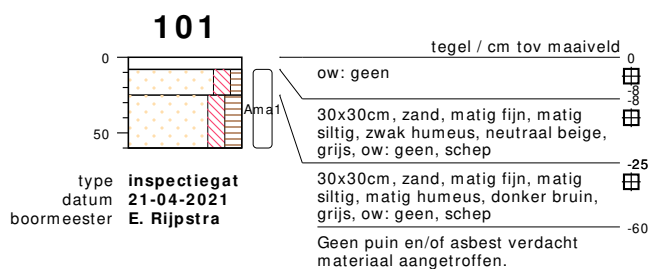 101
tegel / cm tov maaiveld
0
0
ow: geen
-8
-8
Ama1
30x30cm, zand, matig fijn, matig
siltig, zwak humeus, neutraal beige,
grijs, ow: geen, schep
50
-25
30x30cm, zand, matig fijn, matig
siltig, matig humeus, donker bruin,
grijs, ow: geen, schep
-60
type inspectiegat
datum 21-04-2021
boormeester E. Rijpstra
Geen puin en/of asbest verdacht
materiaal aangetroffen.